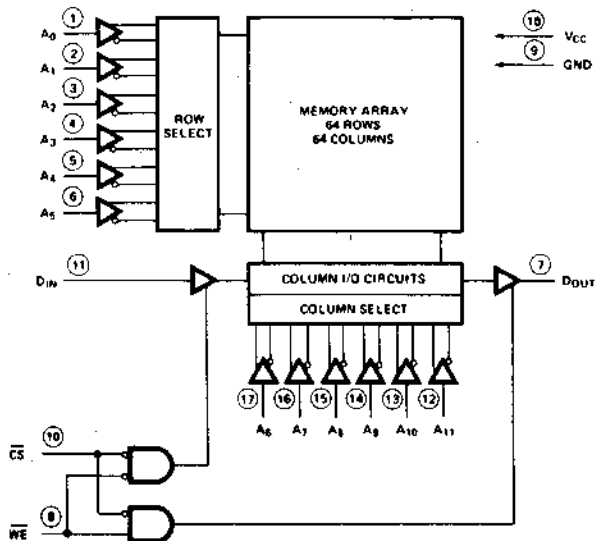 1
A0
2
A1
3
A2
4
A3
5
A4
6
A5
ROW
SELECT
MEMORY ARRAY
64 ROWS
64 COLUMNS
18
VCC
9
GND
DIN
11
COLUMN I/O CIRCUITS
COLUMN SELECT
7
DOUT
17 16 15 14 13 12
A6 A7 A8 A9 A10 A11
CS
10
WE
8